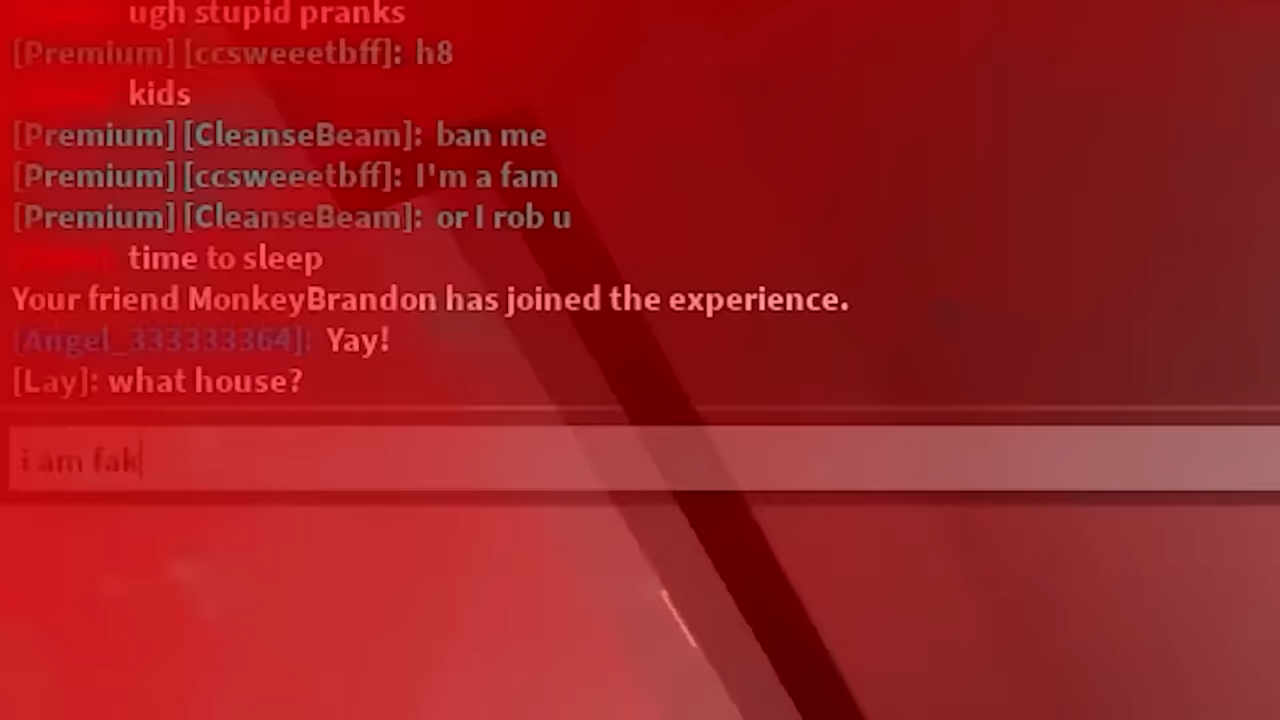 ugh stupid pranks
[Premium] [ccsweeetbff]: h8
kids
[Premium] [CleanseBeam]: ban me
[Premium] [ccsweeetbff]: I'm a fam
[Premium] [CleanseBeam]: or I rob u
time to sleep
Your friend MonkeyBrandon has joined the experience.
[Angel_333333364]: Yay!
[Lay]: what house?
i am fak